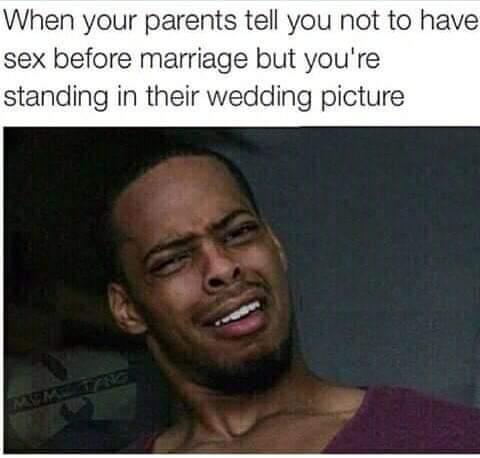 When your parents tell you not to have
sex before marriage but you're
standing in their wedding picture